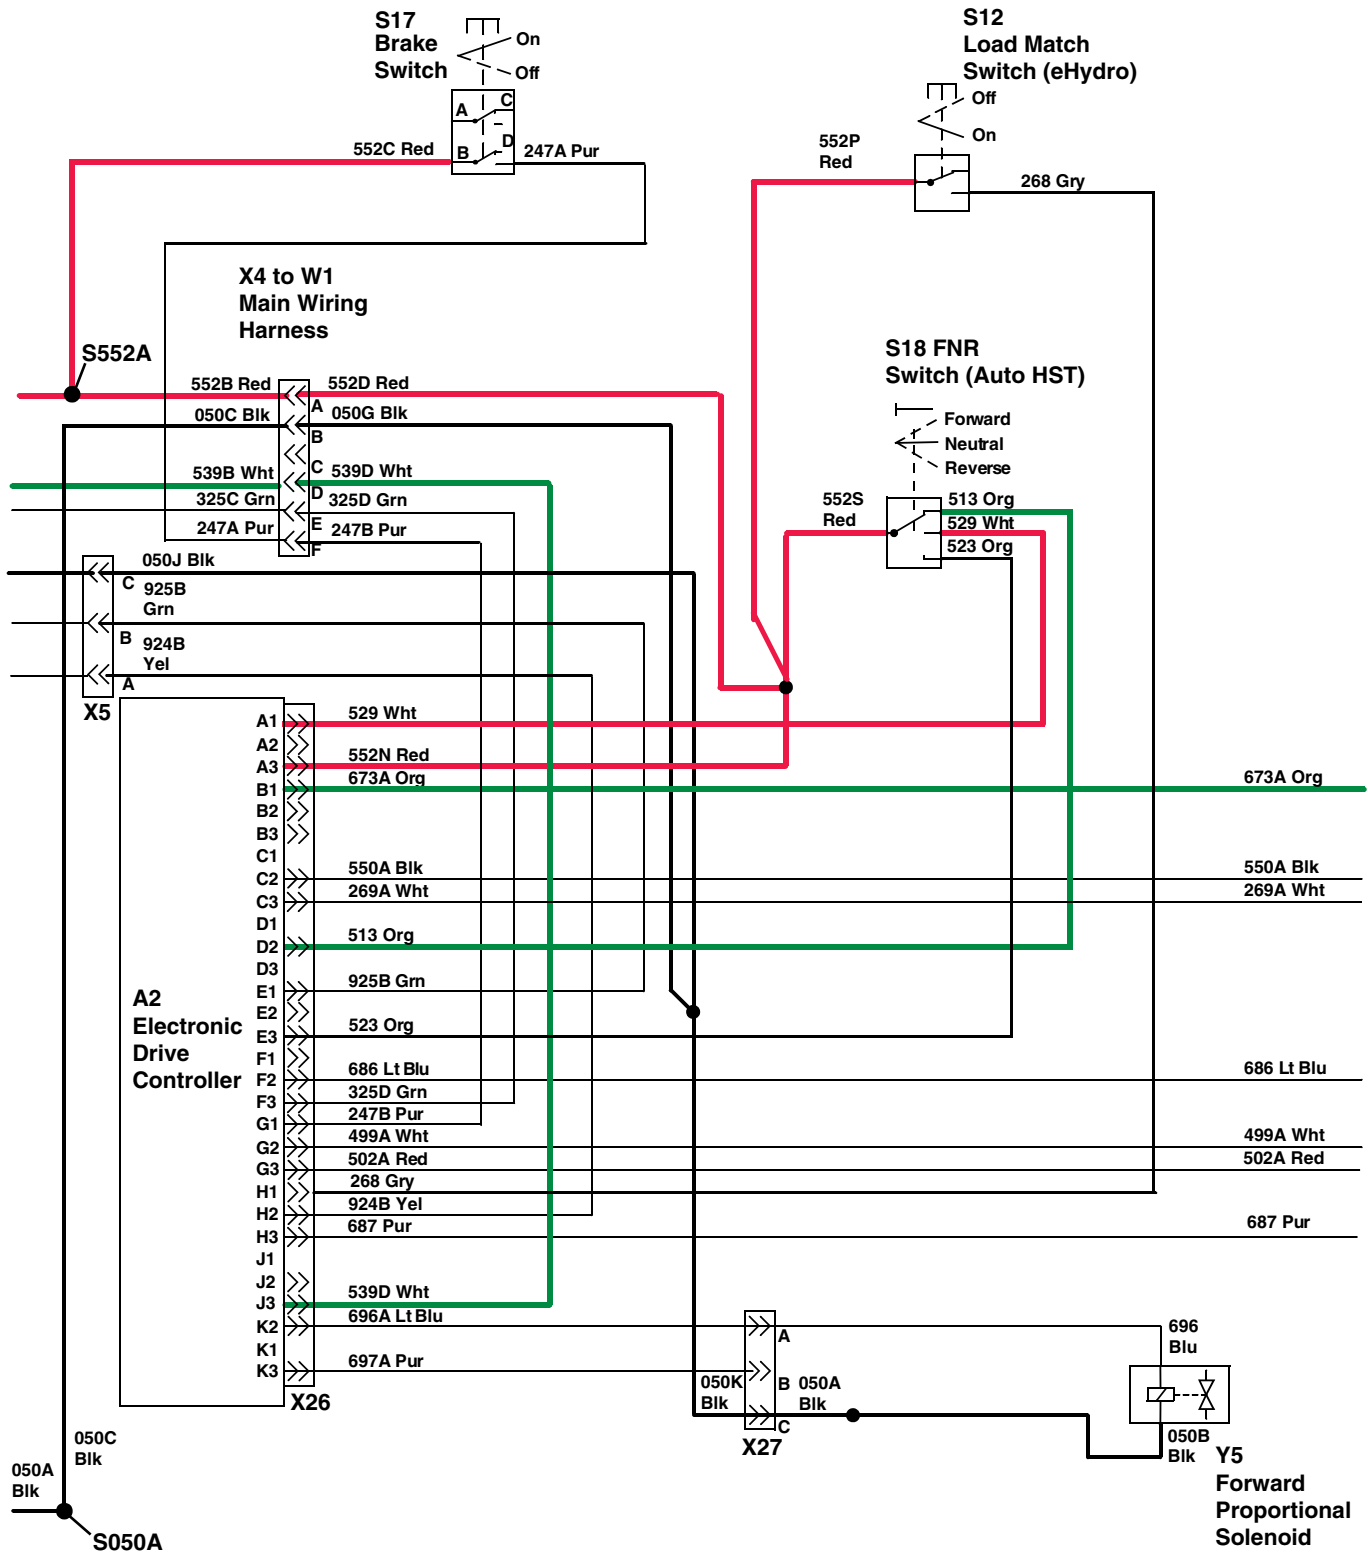 S17
Brake
Switch
On
Off
A
C
B
D
552C Red
247A Pur
S12
Load Match
Switch (eHydro)
Off
On
552P
Red
268 Gry
X4 to W1
Main Wiring
Harness
S552A
S18 FNR
Switch (Auto HST)
Forward
Neutral
Reverse
552S
Red
513 Org
529 Wht
523 Org
552B Red
552D Red
A
050C Blk
050G Blk
B
C
539B Wht
539D Wht
D
325C Grn
325D Grn
E
247A Pur
247B Pur
F
050J Blk
C
925B
Grn
B
924B
Yel
A
X5
A1
529 Wht
A2
A3
552N Red
B1
673A Org
673A Org
B2
B3
C1
C2
550A Blk
550A Blk
C3
269A Wht
269A Wht
D1
D2
513 Org
D3
E1
925B Grn
E2
E3
523 Org
F1
F2
686 Lt Blu
686 Lt Blu
F3
325D Grn
G1
247B Pur
G2
499A Wht
499A Wht
G3
502A Red
502A Red
H1
268 Gry
H2
924B Yel
H3
687 Pur
687 Pur
J1
J2
J3
539D Wht
K2
696A Lt Blu
K1
K3
697A Pur
A2
Electronic
Drive
Controller
X26
A
B
C
050K
Blk
050A
Blk
X27
696
Blu
050B
Blk
Y5
Forward
Proportional
Solenoid
050C
Blk
050A
Blk
S050A